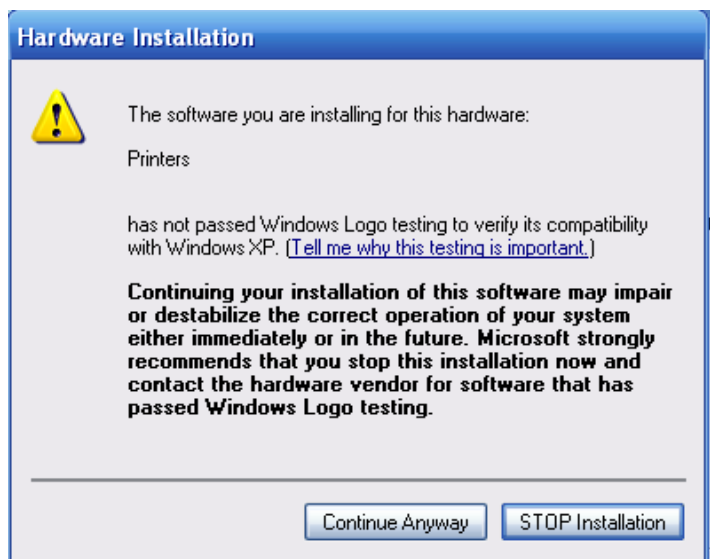 Hardware Installation
The software you are installing for this hardware:
Printers
has not passed Windows Logo testing to verify its compatibility
with Windows XP. (Tell me why this testing is important.)
Continuing your installation of this software may impair
or destabilize the correct operation of your system
either immediately or in the future. Microsoft strongly
recommends that you stop this installation now and
contact the hardware vendor for software that has
passed Windows Logo testing.
Continue Anyway
STOP Installation